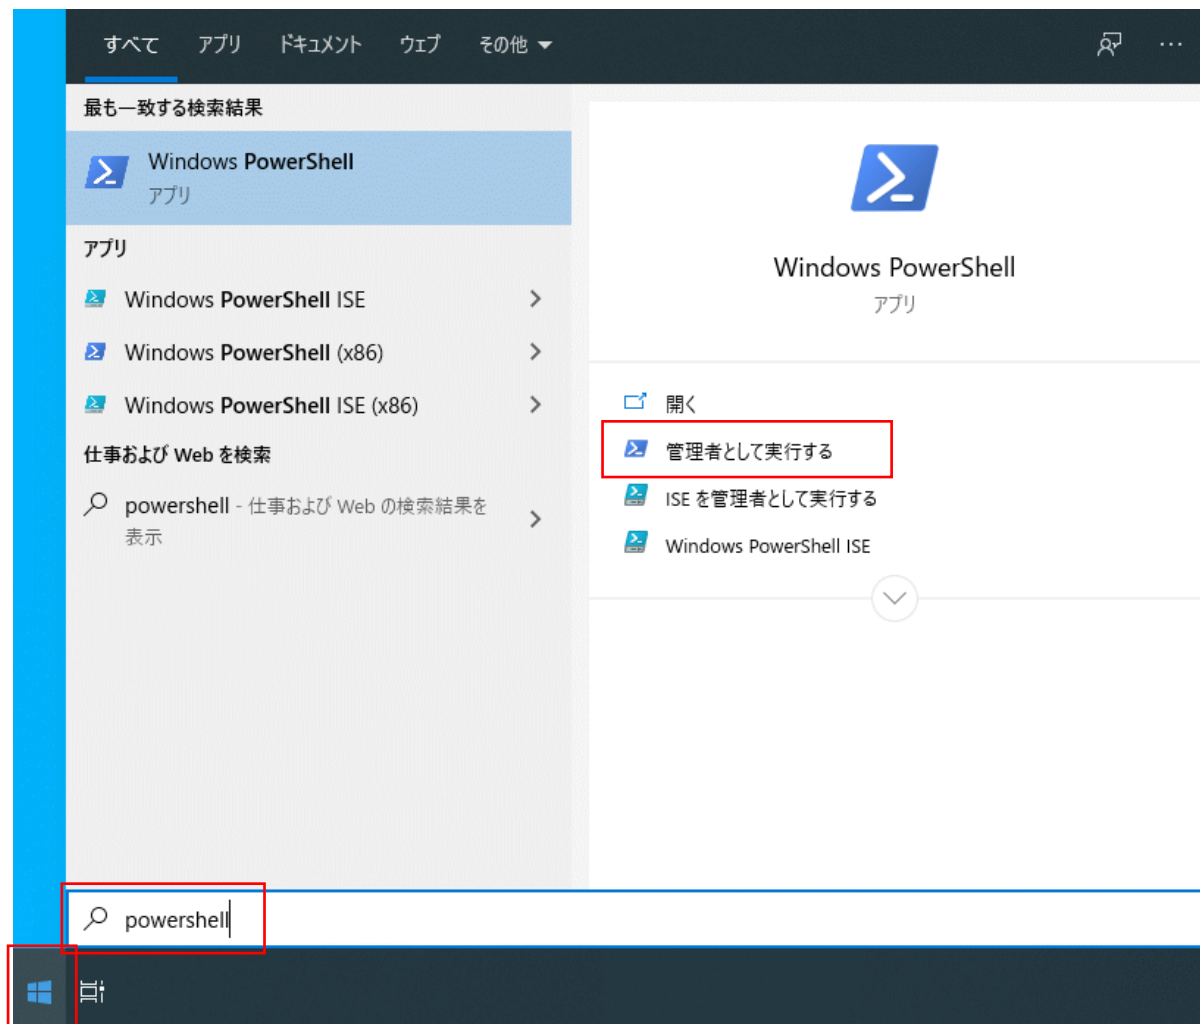 すべて アプリ ドキュメント ウェブ その他
最も一致する検索結果
Windows PowerShell
アプリ
アプリ
Windows PowerShell ISE
Windows PowerShell (x86)
Windows PowerShell ISE (x86)
仕事および Web を検索
powershell - 仕事および Web の検索結果を
表示
Windows PowerShell
アプリ
開く
管理者として実行する
ISE を管理者として実行する
Windows PowerShell ISE
powershell